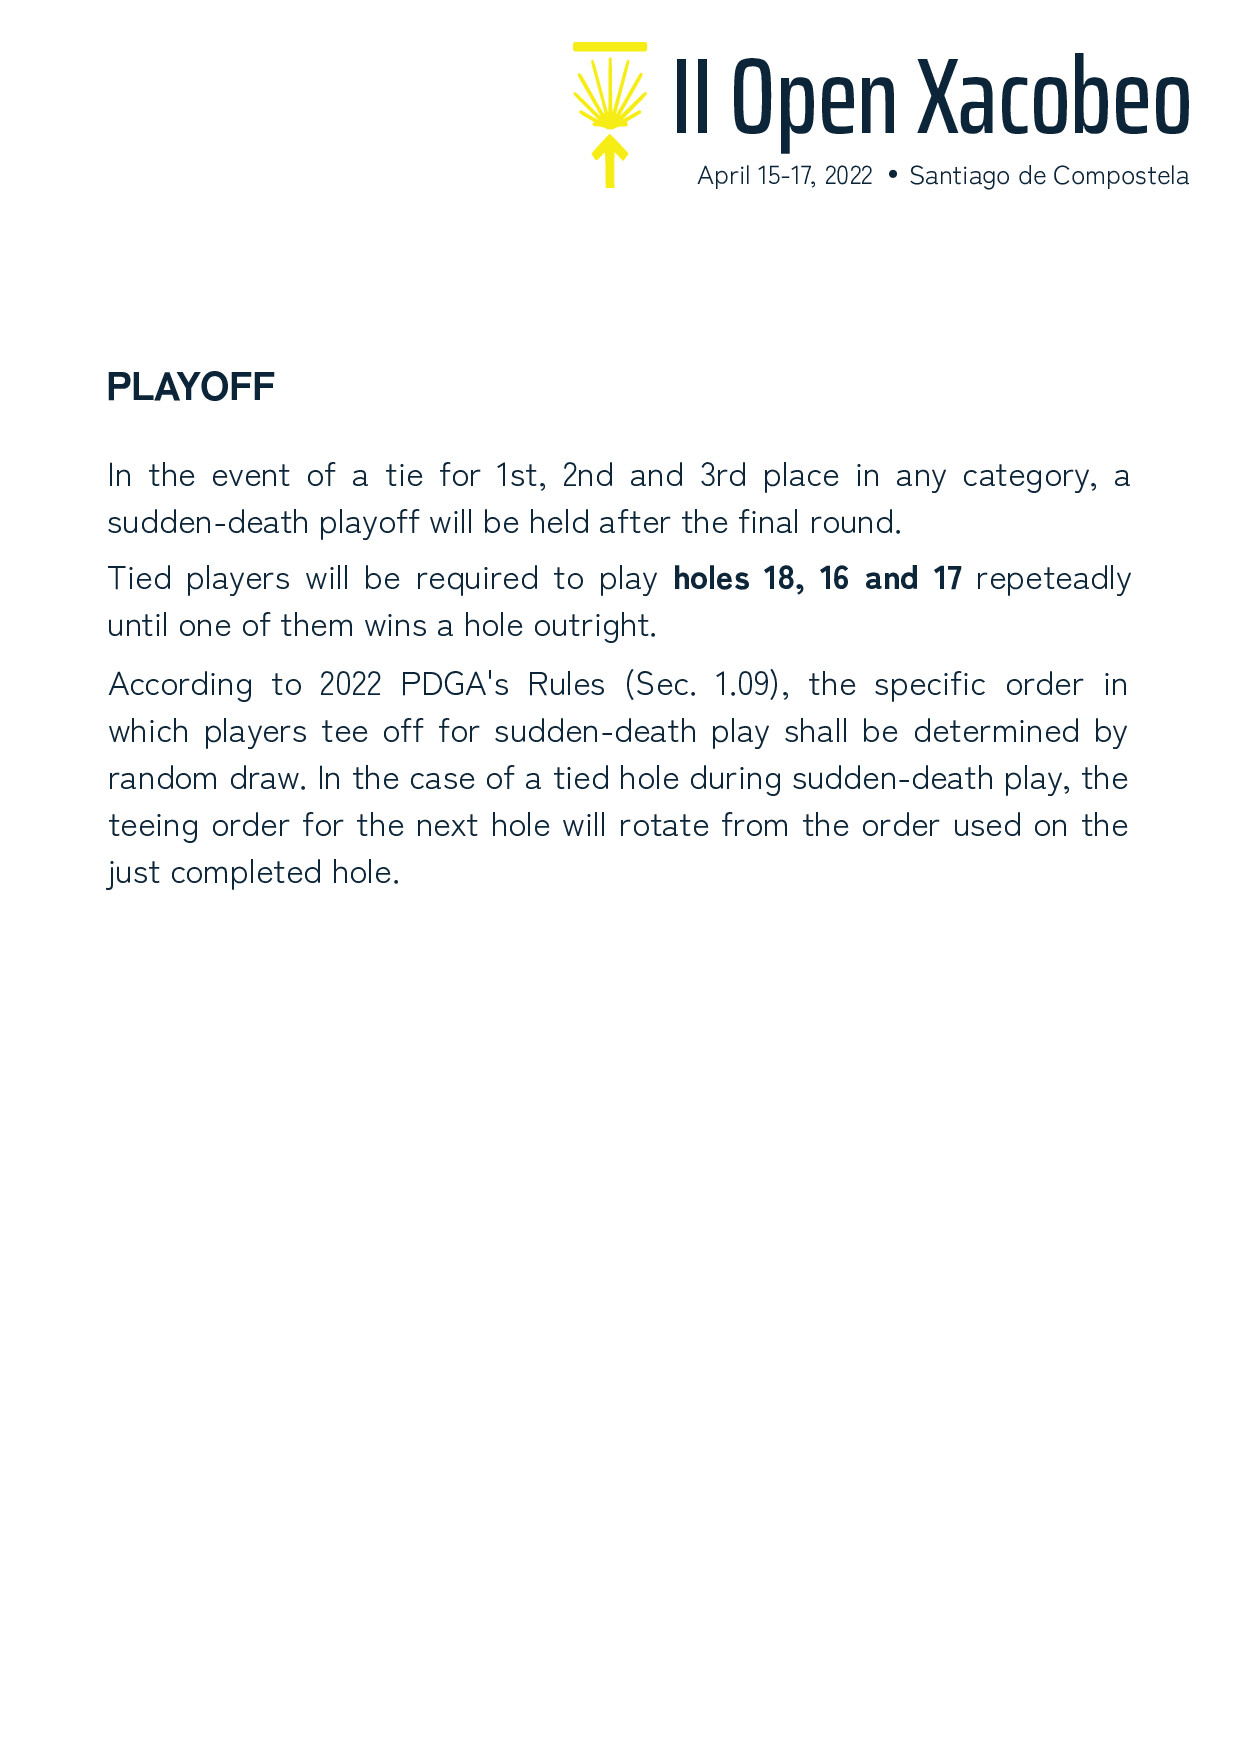 II Open Xacobeo
April 15-17, 2022 • Santiago de Compostela
PLAYOFF
In the event of a tie for 1st, 2nd and 3rd place in any category, a
sudden-death playoff will be held after the final round.
Tied players will be required to play holes 18, 16 and 17 repeteadly
until one of them wins a hole outright.
According to 2022 PDGA's Rules (Sec. 1.09), the specific order in
which players tee off for sudden-death play shall be determined by
random draw. In the case of a tied hole during sudden-death play, the
teeing order for the next hole will rotate from the order used on the
just completed hole.